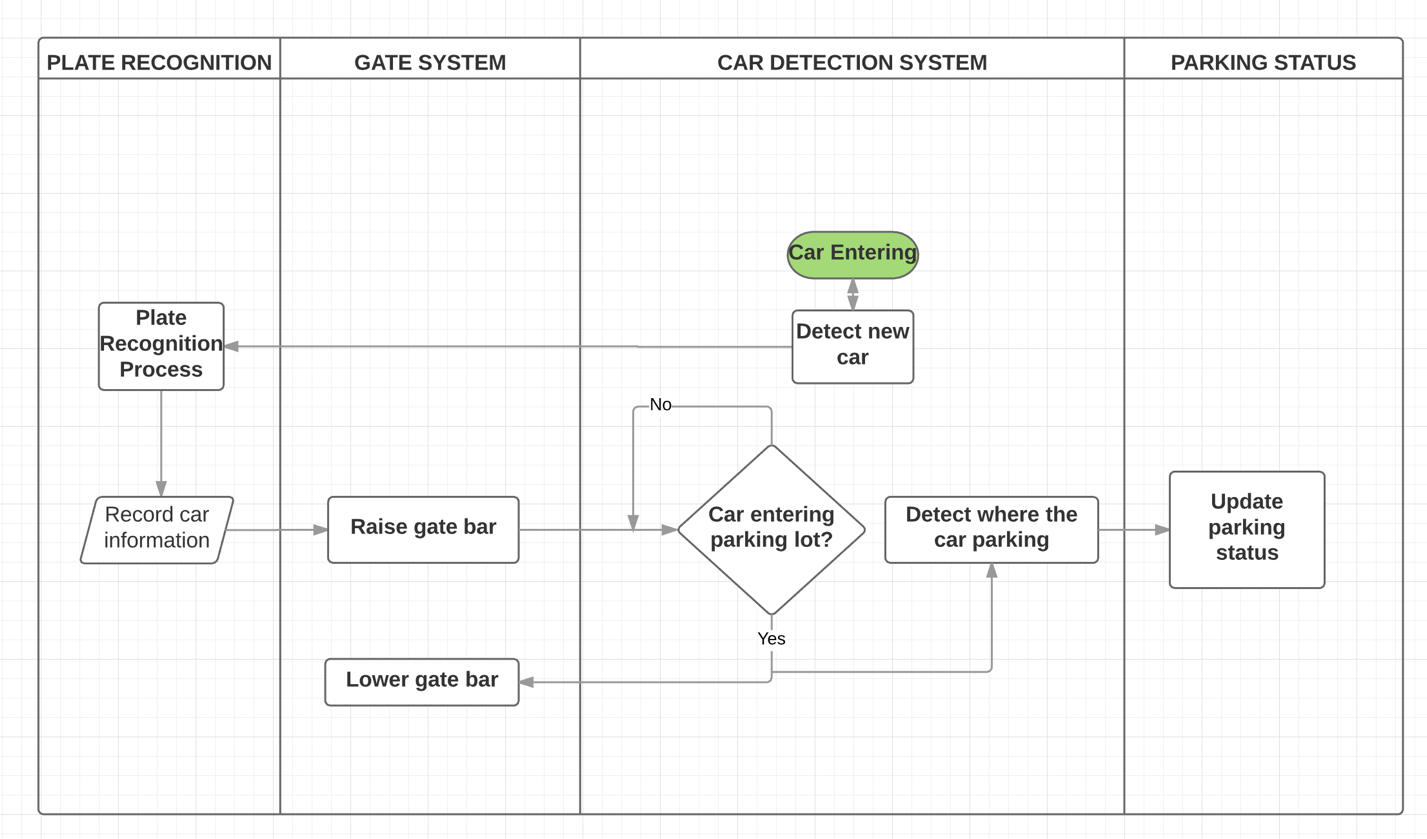 PLATE RECOGNITION
GATE SYSTEM
CAR DETECTION SYSTEM
PARKING STATUS
Car Entering
Detect new
car
Plate
Recognition
Process
No
Record car
information
Raise gate bar
Car entering
parking lot?
Detect where the
car parking
Update
parking
status
Yes
Lower gate bar